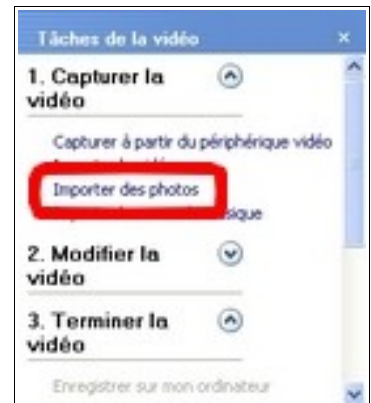 Tâches de la vidéo
1. Capturer la
vidéo
Capturer à partir du périphérique vidéo
Importer des photos
2. Modifier la
vidéo
3. Terminer la
vidéo
Enregistrer sur mon ordinateur